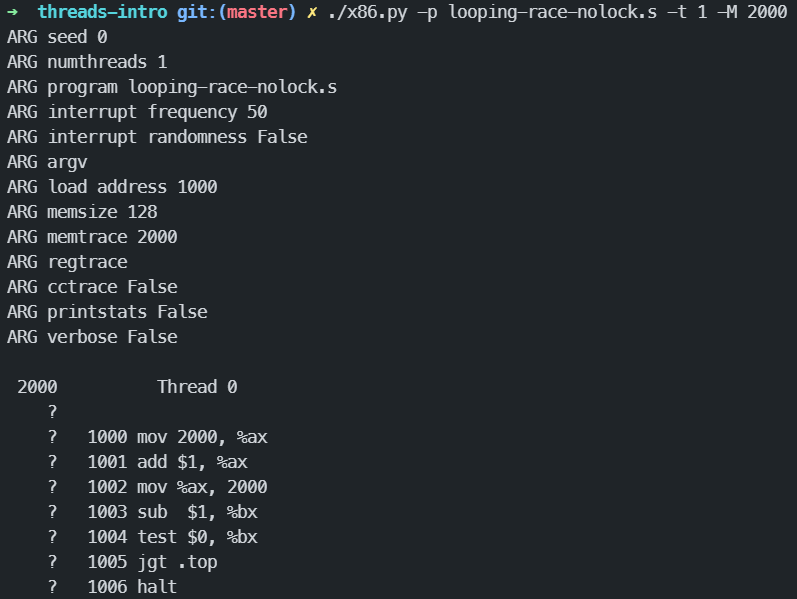 ➜  threads-intro git:(master) ✗ ./x86.py -p looping-race-nolock.s -t 1 -M 2000
ARG seed 0
ARG numthreads 1
ARG program looping-race-nolock.s
ARG interrupt frequency 50
ARG interrupt randomness False
ARG argv
ARG load address 1000
ARG memsize 128
ARG memtrace 2000
ARG regtrace
ARG cctrace False
ARG printstats False
ARG verbose False
 2000          Thread 0
    ?
    ?   1000 mov 2000, %ax
    ?   1001 add $1, %ax
    ?   1002 mov %ax, 2000
    ?   1003 sub  $1, %bx
    ?   1004 test $0, %bx
    ?   1005 jgt .top
    ?   1006 halt